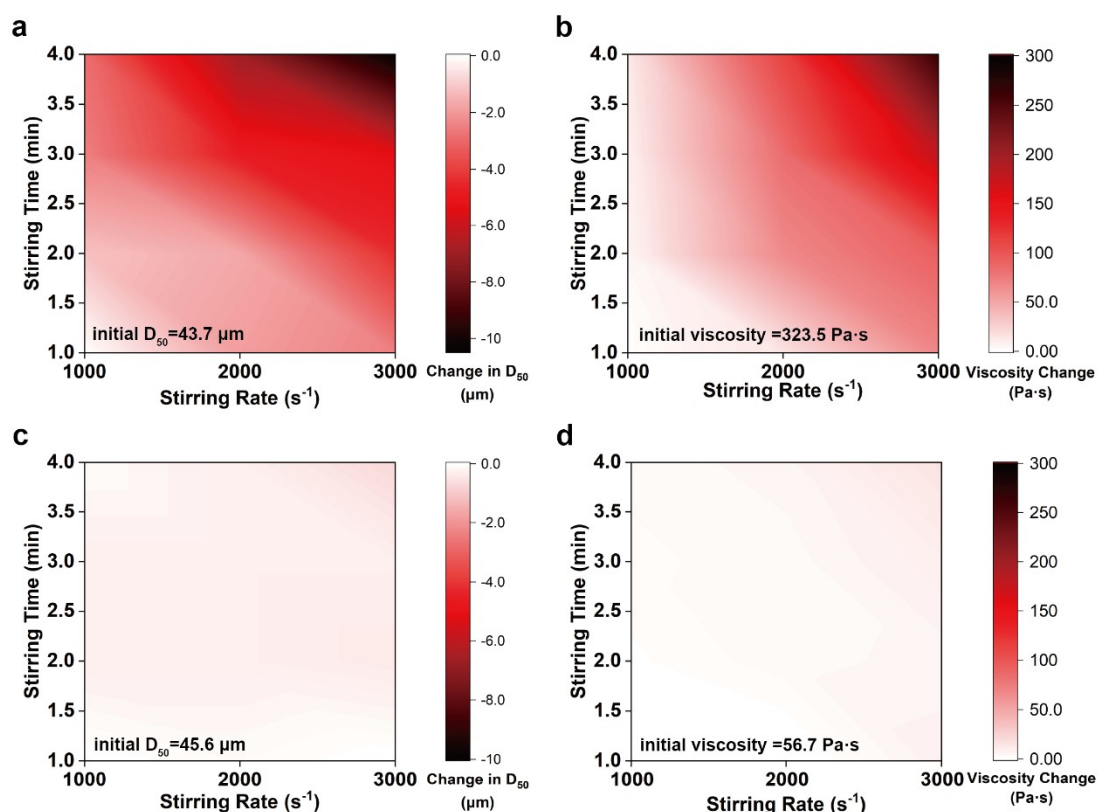 a
b
4.0
3.5
3.0
2.5
2.0
1.5
1.0
Stirring Time (min)
1000
2000
3000
Stirring Rate (s⁻¹)
initial D₅₀=43.7 µm
0.0
-2.0
-4.0
-6.0
-8.0
-10
Change in D₅₀
(µm)
4.0
3.5
3.0
2.5
2.0
1.5
1.0
Stirring Time (min)
1000
2000
3000
Stirring Rate (s⁻¹)
initial viscosity =323.5 Pa·s
300
250
200
150
100
50.0
0.00
Viscosity Change
(Pa·s)
c
d
4.0
3.5
3.0
2.5
2.0
1.5
1.0
Stirring Time (min)
1000
2000
3000
Stirring Rate (s⁻¹)
initial D₅₀=45.6 µm
0.0
-2.0
-4.0
-6.0
-8.0
-10
Change in D₅₀
(µm)
4.0
3.5
3.0
2.5
2.0
1.5
1.0
Stirring Time (min)
1000
2000
3000
Stirring Rate (s⁻¹)
initial viscosity =56.7 Pa·s
300
250
200
150
100
50.0
0.00
Viscosity Change
(Pa·s)